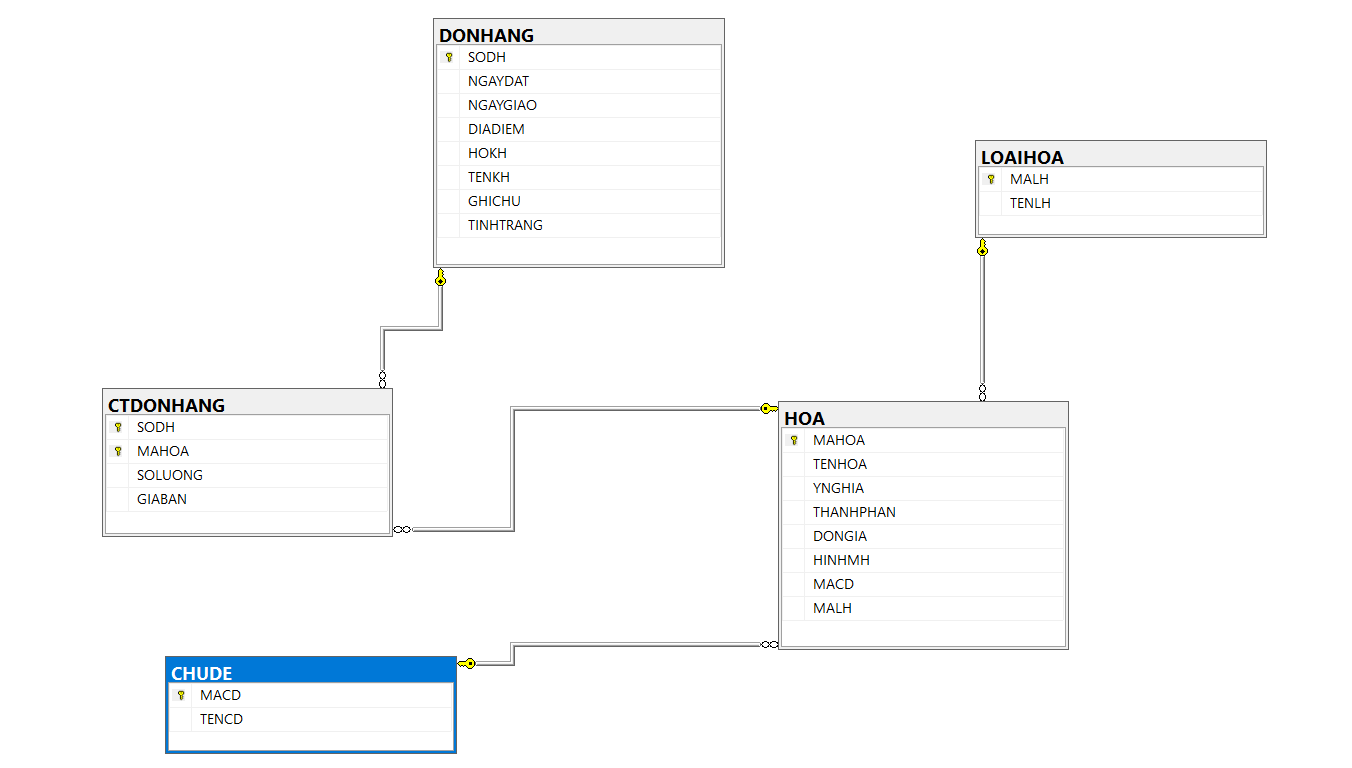 DONHANG
SODH
NGAYDAT
NGAYGIAO
DIADIEM
HOKH
TENKH
GHICHU
TINHTRANG
LOAIHOA
MALH
TENLH
CTDONHANG
SODH
MAHOA
SOLUONG
GIABAN
HOA
MAHOA
TENHOA
YNGHIA
THANHPHAN
DONGIA
HINHMH
MACD
MALH
CHUDE
MACD
TENCD